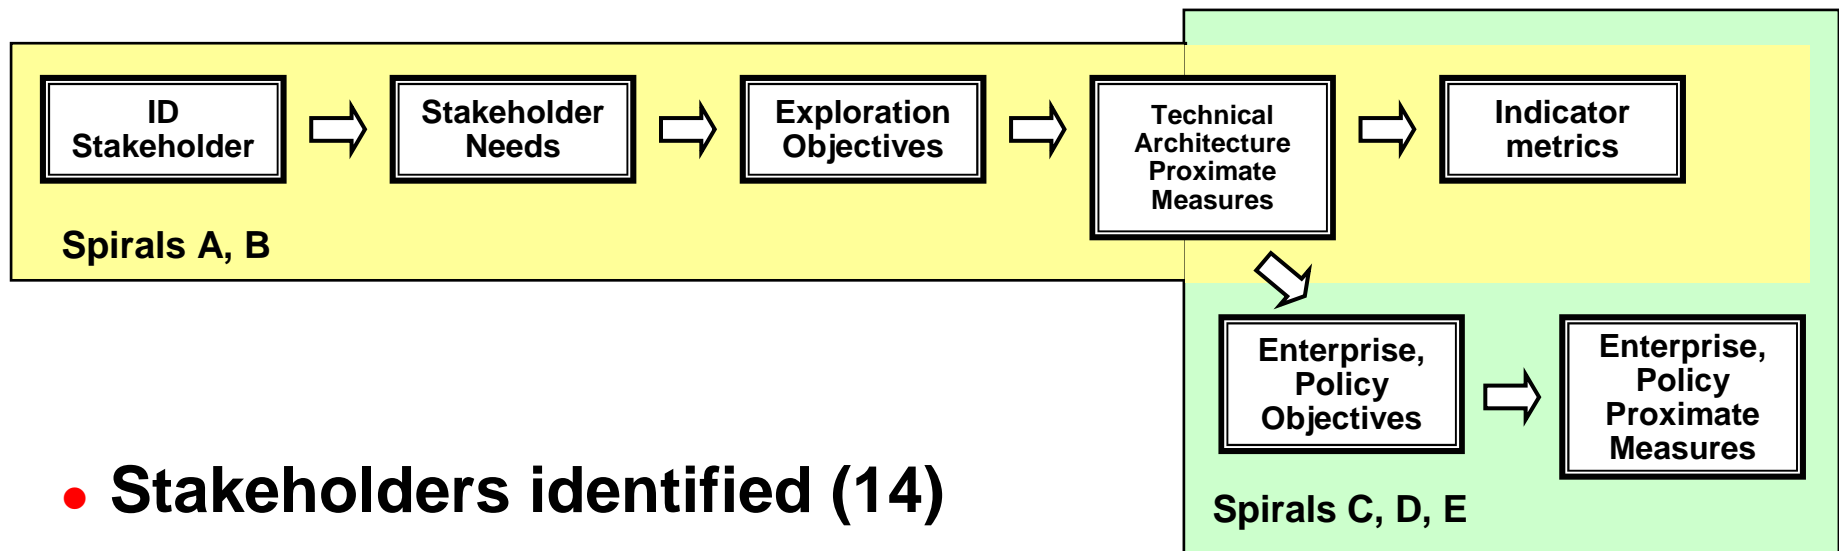 ID
Stakeholder
Stakeholder
Needs
Exploration
Objectives
Technical
Architecture
Proximate
Measures
Indicator
metrics
Spirals A, B
Enterprise,
Policy
Objectives
Enterprise,
Policy
Proximate
Measures
Spirals C, D, E
• Stakeholders identified (14)